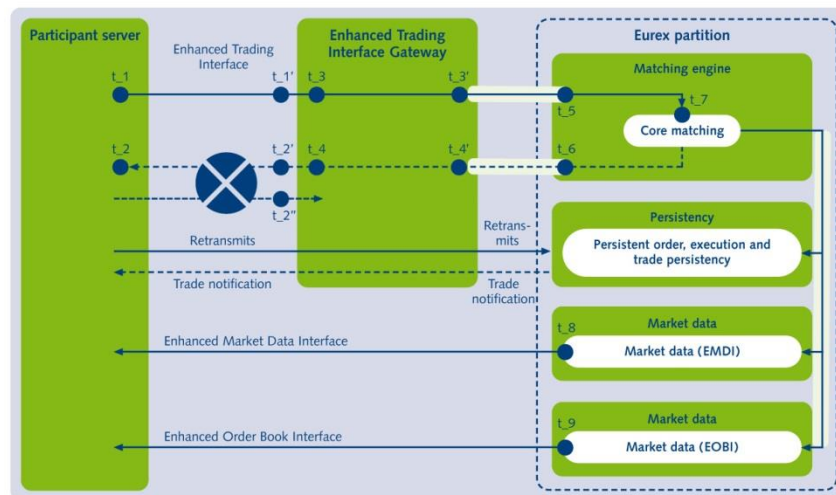 Participant server
Enhanced Trading
Interface
Enhanced Trading
Interface Gateway
Eurex partition
Matching engine
t_1
t_1'
t_3
t_3'
t_5
t_7
Core matching
t_2
t_2'
t_4
t_4'
t_6
t_2"
Retransmits
Retrans-
mits
Persistency
Persistent order, execution and
trade persistency
Trade notification
Trade
notification
Market data
t_8
Enhanced Market Data Interface
Market data (EMDI)
Market data
t_9
Enhanced Order Book Interface
Market data (EOBI)